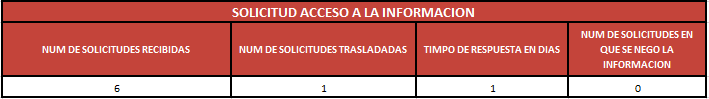 SOLICITUD ACCESO A LA INFORMACION
NUM DE SOLICITUDES RECIBIDAS
NUM DE SOLICITUDES TRASLADADAS
TIMPO DE RESPUESTA EN DIAS
NUM DE SOLICITUDES EN
QUE SE NEGO LA
INFORMACION
6
1
1
0